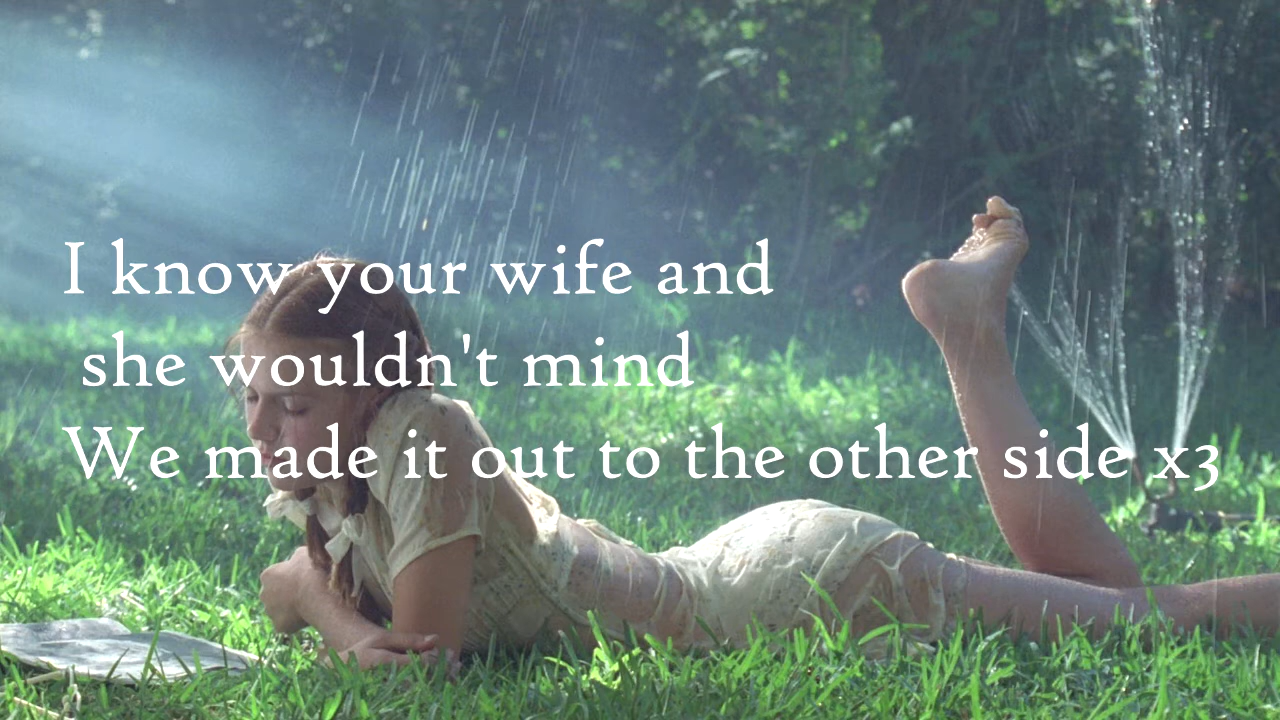 I know your wife and
she wouldn't mind
We made it out to the other side x3